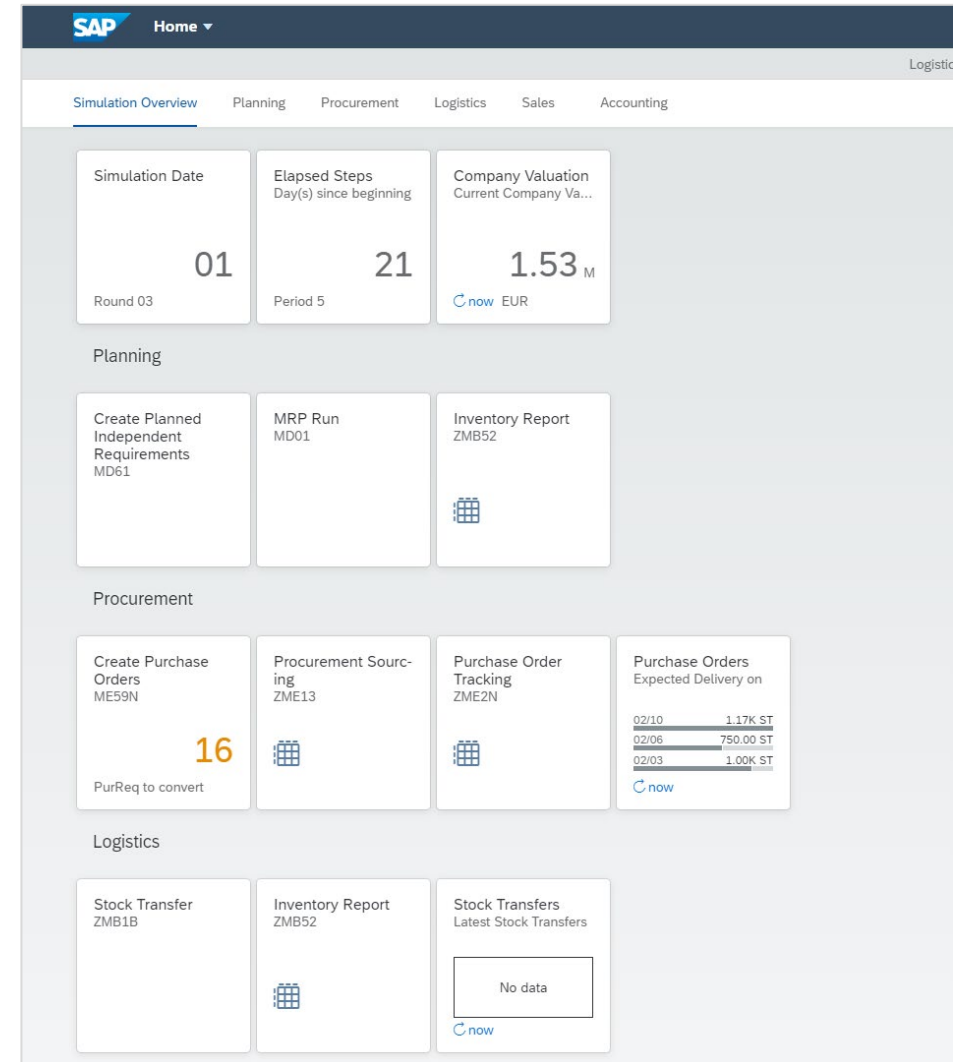 SAP Home
Logistic
Simulation Overview Planning Procurement Logistics Sales Accounting
Simulation Date
01
Round 03
Elapsed Steps
Day(s) since beginning
21
Period 5
Company Valuation
Current Company Va...
1.53 M
now EUR
Planning
Create Planned
Independent
Requirements
MD61
MRP Run
MD01
Inventory Report
ZMB52
Procurement
Create Purchase
Orders
ME59N
16
PurReq to convert
Procurement Sourc-
ing
ZME13
Purchase Order
Tracking
ZME2N
Purchase Orders
Expected Delivery on
02/10 1.17K ST
02/06 750.00 ST
02/03 1.00K ST
now
Logistics
Stock Transfer
ZMB1B
Inventory Report
ZMB52
Stock Transfers
Latest Stock Transfers
No data
now